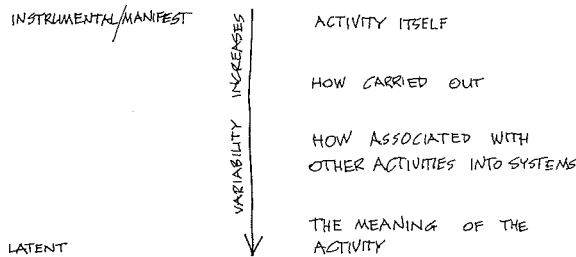 INSTRUMENTAL/MANIFEST
ACTIVITY ITSELF
VARIABILITY INCREASES
HOW CARRIED OUT
HOW ASSOCIATED WITH
OTHER ACTIVITIES INTO SYSTEMS
THE MEANING OF THE
ACTIVITY
LATENT